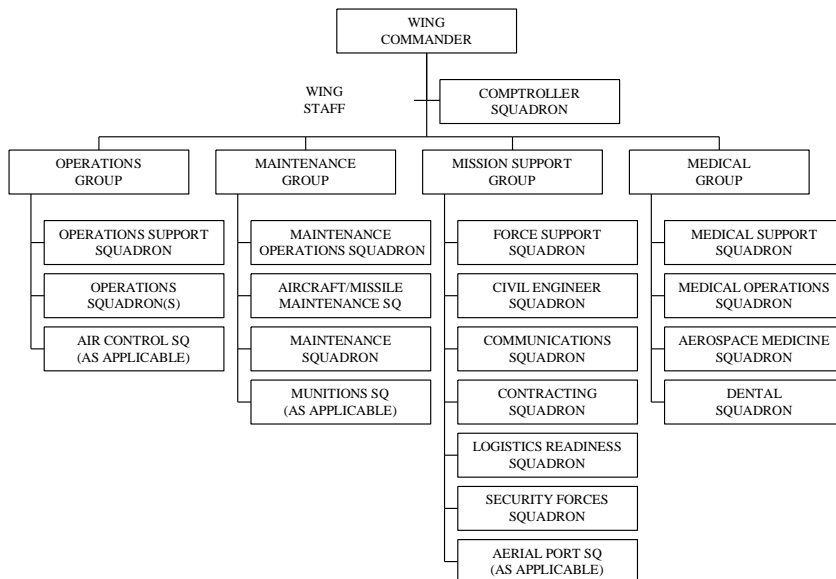 WING
COMMANDER
WING
STAFF
COMPTROLLER
SQUADRON
OPERATIONS
GROUP
MAINTENANCE
GROUP
MISSION SUPPORT
GROUP
MEDICAL
GROUP
OPERATIONS SUPPORT
SQUADRON
OPERATIONS
SQUADRON(S)
AIR CONTROL SQ
(AS APPLICABLE)
MAINTENANCE
OPERATIONS SQUADRON
AIRCRAFT/MISSILE
MAINTENANCE SQ
MAINTENANCE
SQUADRON
MUNITIONS SQ
(AS APPLICABLE)
FORCE SUPPORT
SQUADRON
CIVIL ENGINEER
SQUADRON
COMMUNICATIONS
SQUADRON
CONTRACTING
SQUADRON
LOGISTICS READINESS
SQUADRON
SECURITY FORCES
SQUADRON
AERIAL PORT SQ
(AS APPLICABLE)
MEDICAL SUPPORT
SQUADRON
MEDICAL OPERATIONS
SQUADRON
AEROSPACE MEDICINE
SQUADRON
DENTAL
SQUADRON